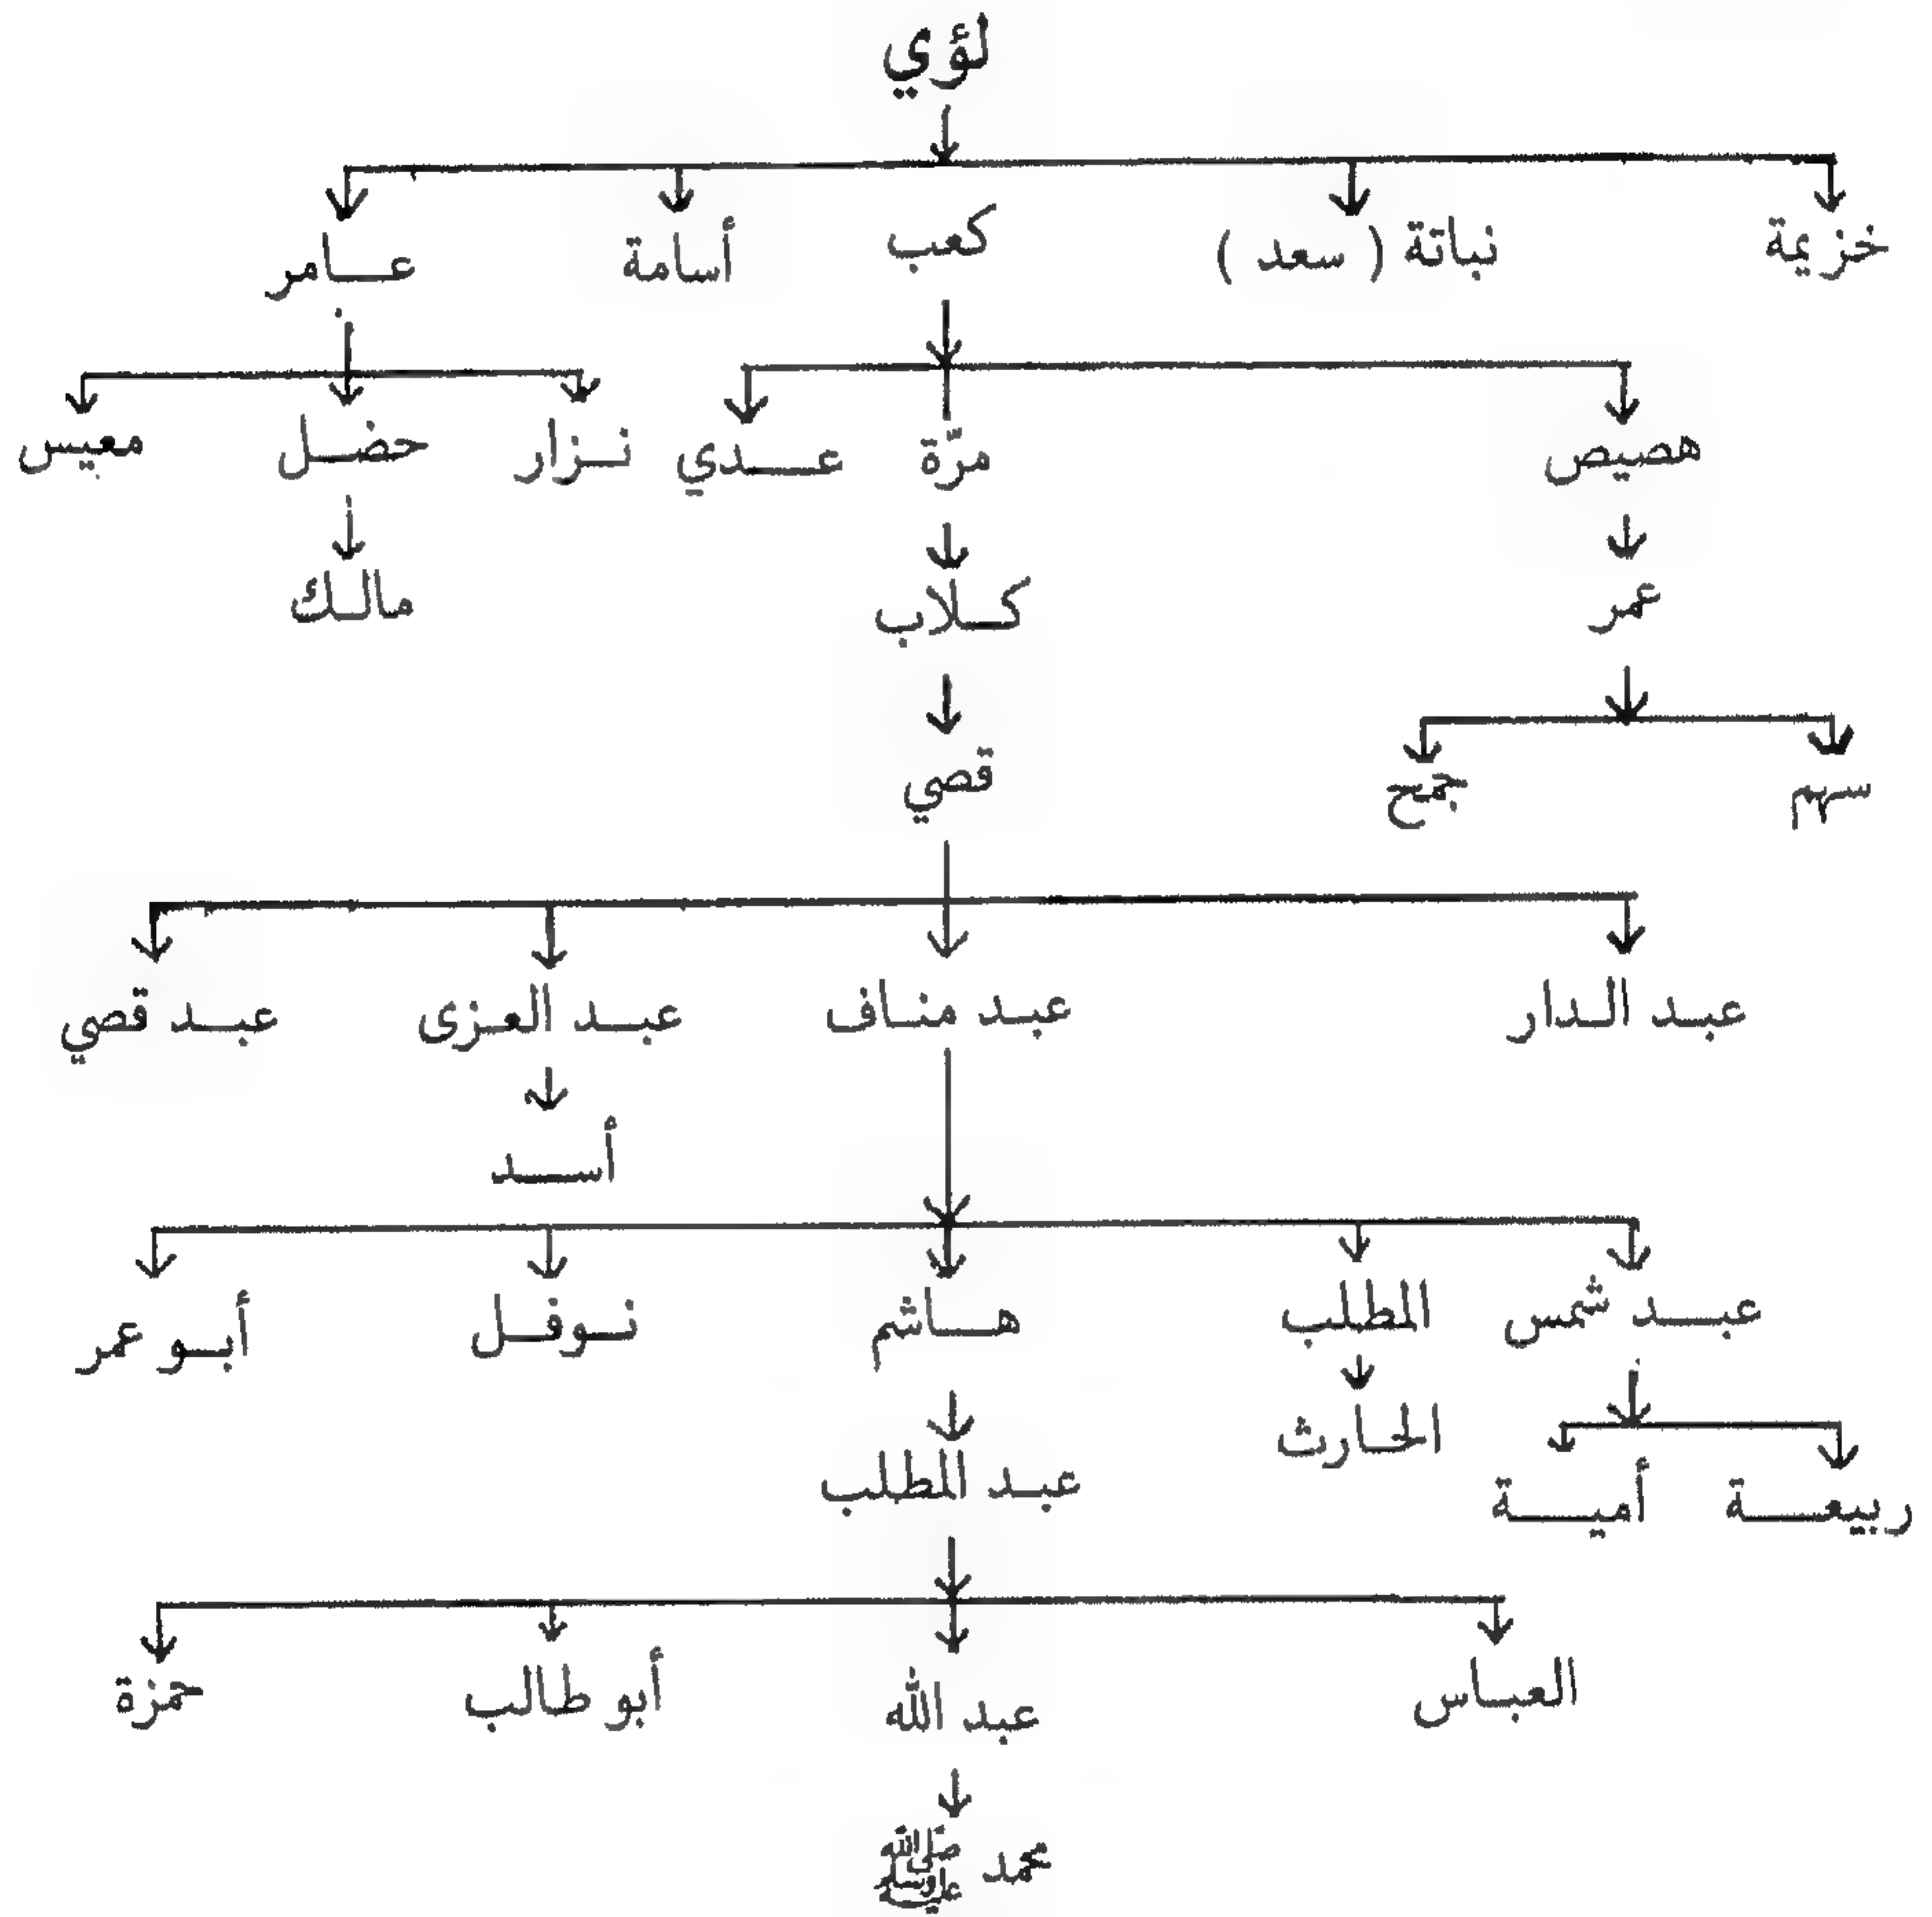 لؤي
خزيمة نباتة ( سعد ) كعب أسامة عامر
هصيص مرّة عدي نزار حضل معيس
عمر كلاب مالك
سهم جمح قصي
عبد الدار عبد مناف عبد العزى عبد قصي
أسد
عبد شمس المطلب هاشم نوفل أبو عمر
ربيعة أمية الحارث عبد المطلب
العباس عبد الله أبو طالب حمزة
محمد ﷺ